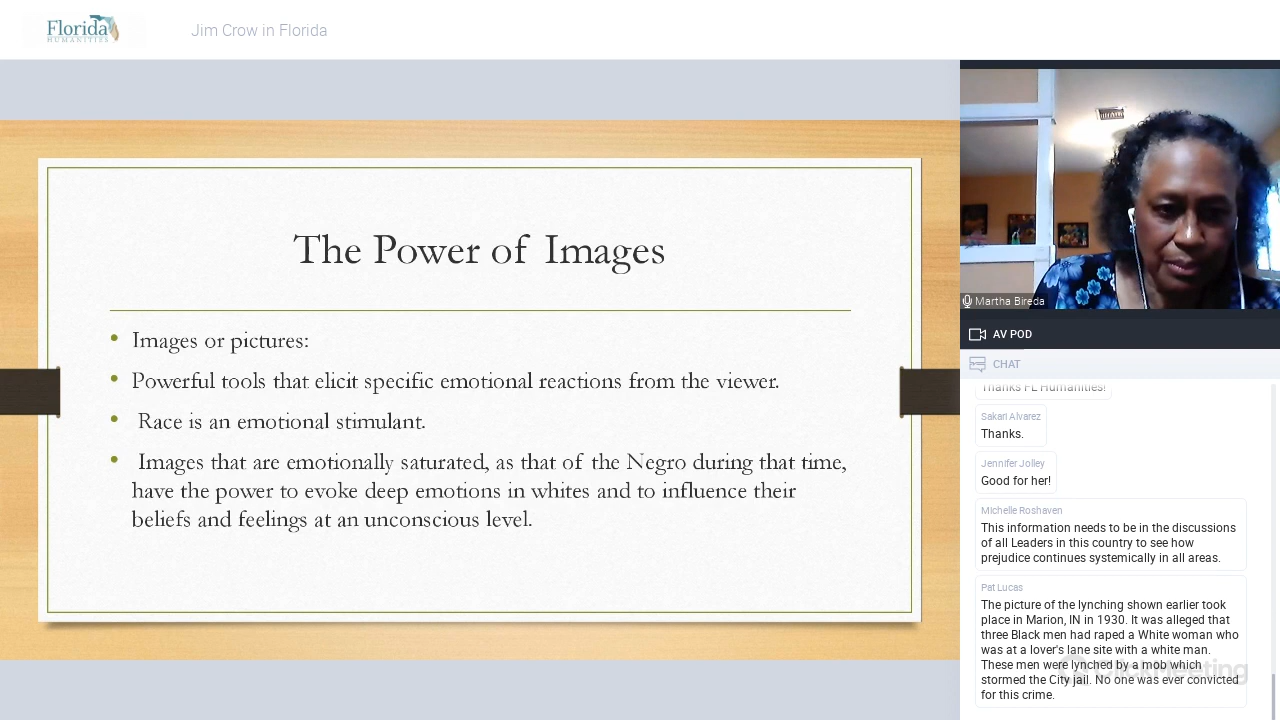 Florida
HUMANITIES
Jim Crow in Florida
The Power of Images
• Images or pictures:
• Powerful tools that elicit specific emotional reactions from the viewer.
• Race is an emotional stimulant.
• Images that are emotionally saturated, as that of the Negro during that time,
have the power to evoke deep emotions in whites and to influence their
beliefs and feelings at an unconscious level.
Martha Bireda
AV POD
CHAT
Thanks FL Humanities!
Sakari Alvarez
Thanks.
Jennifer Jolley
Good for her!
Michelle Roshaven
This information needs to be in the discussions
of all Leaders in this country to see how
prejudice continues systemically in all areas.
Pat Lucas
The picture of the lynching shown earlier took
place in Marion, IN in 1930. It was alleged that
three Black men had raped a White woman who
was at a lover's lane site with a white man.
These men were lynched by a mob which
stormed the City jail. No one was ever convicted
for this crime.
ClickMeeting